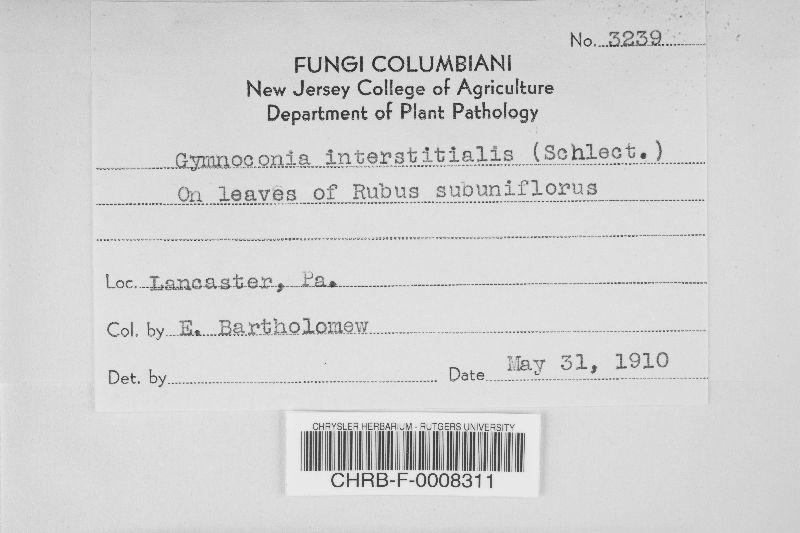 No. 3239
FUNGI COLUMBIANI
New Jersey College of Agriculture
Department of Plant Pathology
Gymnoconia interstitialis (Schlect.)
On leaves of Rubus subuniflorus
Loc. Lancaster, Pa.
Col. by E. Bartholomew
Det. by
Date May 31, 1910
CHRYSLER HERBARIUM - RUTGERS UNIVERSITY
CHRB-F-0008311